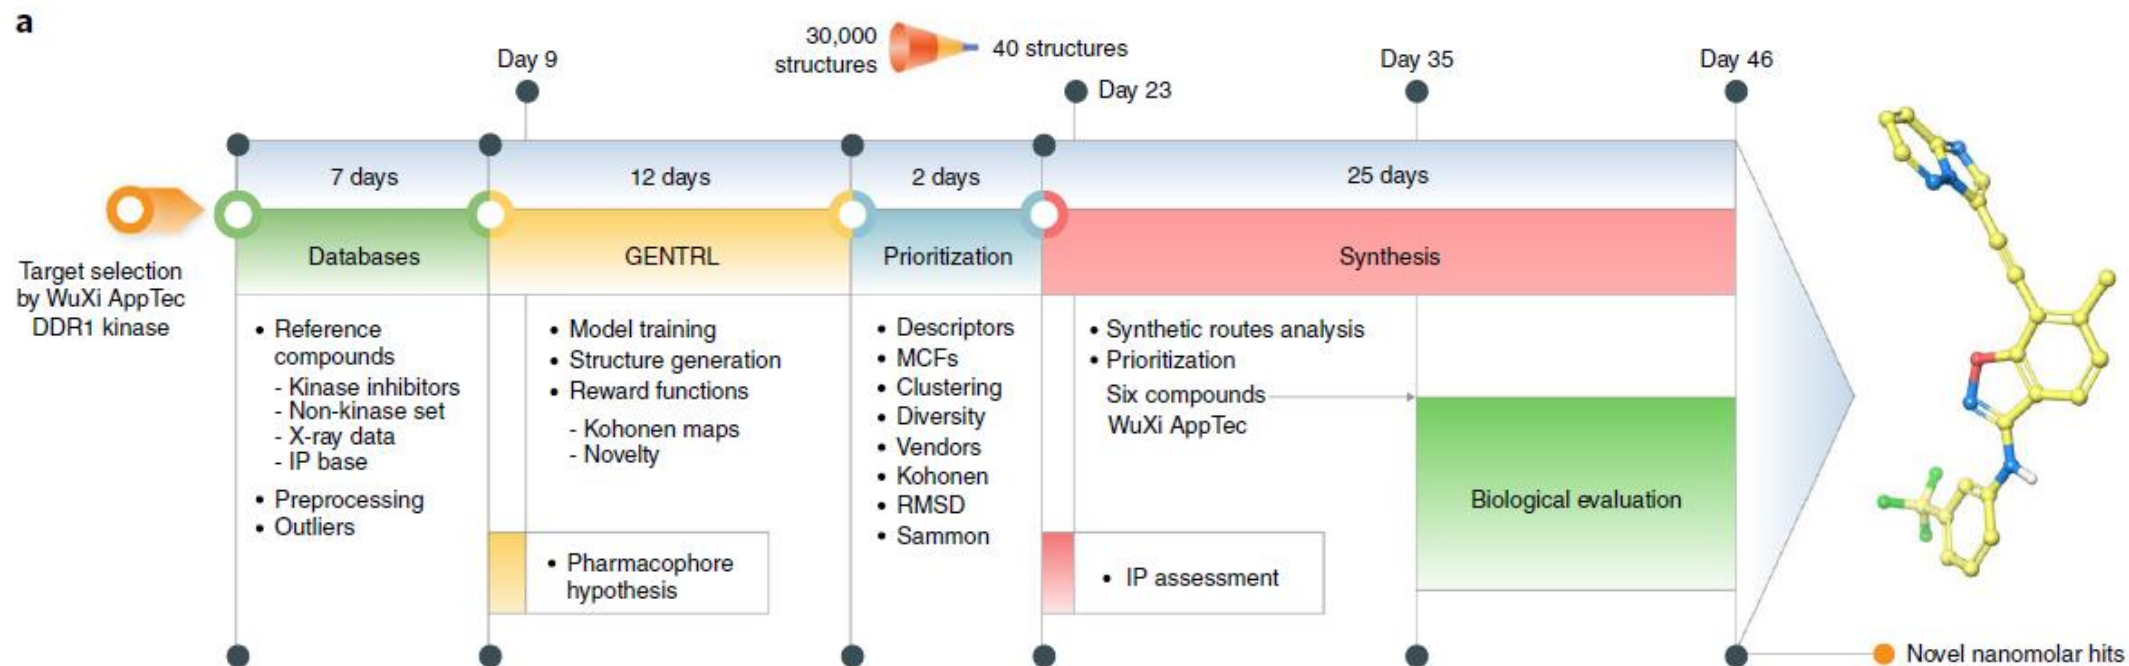 a
30,000
structures
40 structures
Day 9
Day 23
Day 35
Day 46
7 days
12 days
2 days
25 days
Target selection
by WuXi AppTec
DDR1 kinase
Databases
GENTRL
Prioritization
Synthesis
• Reference
compounds
- Kinase inhibitors
- Non-kinase set
- X-ray data
- IP base
• Preprocessing
• Outliers
• Model training
• Structure generation
• Reward functions
- Kohonen maps
- Novelty
• Pharmacophore
hypothesis
• Descriptors
• MCFs
• Clustering
• Diversity
• Vendors
• Kohonen
• RMSD
• Sammon
• Synthetic routes analysis
• Prioritization
Six compounds
WuXi AppTec
• IP assessment
Biological evaluation
Novel nanomolar hits